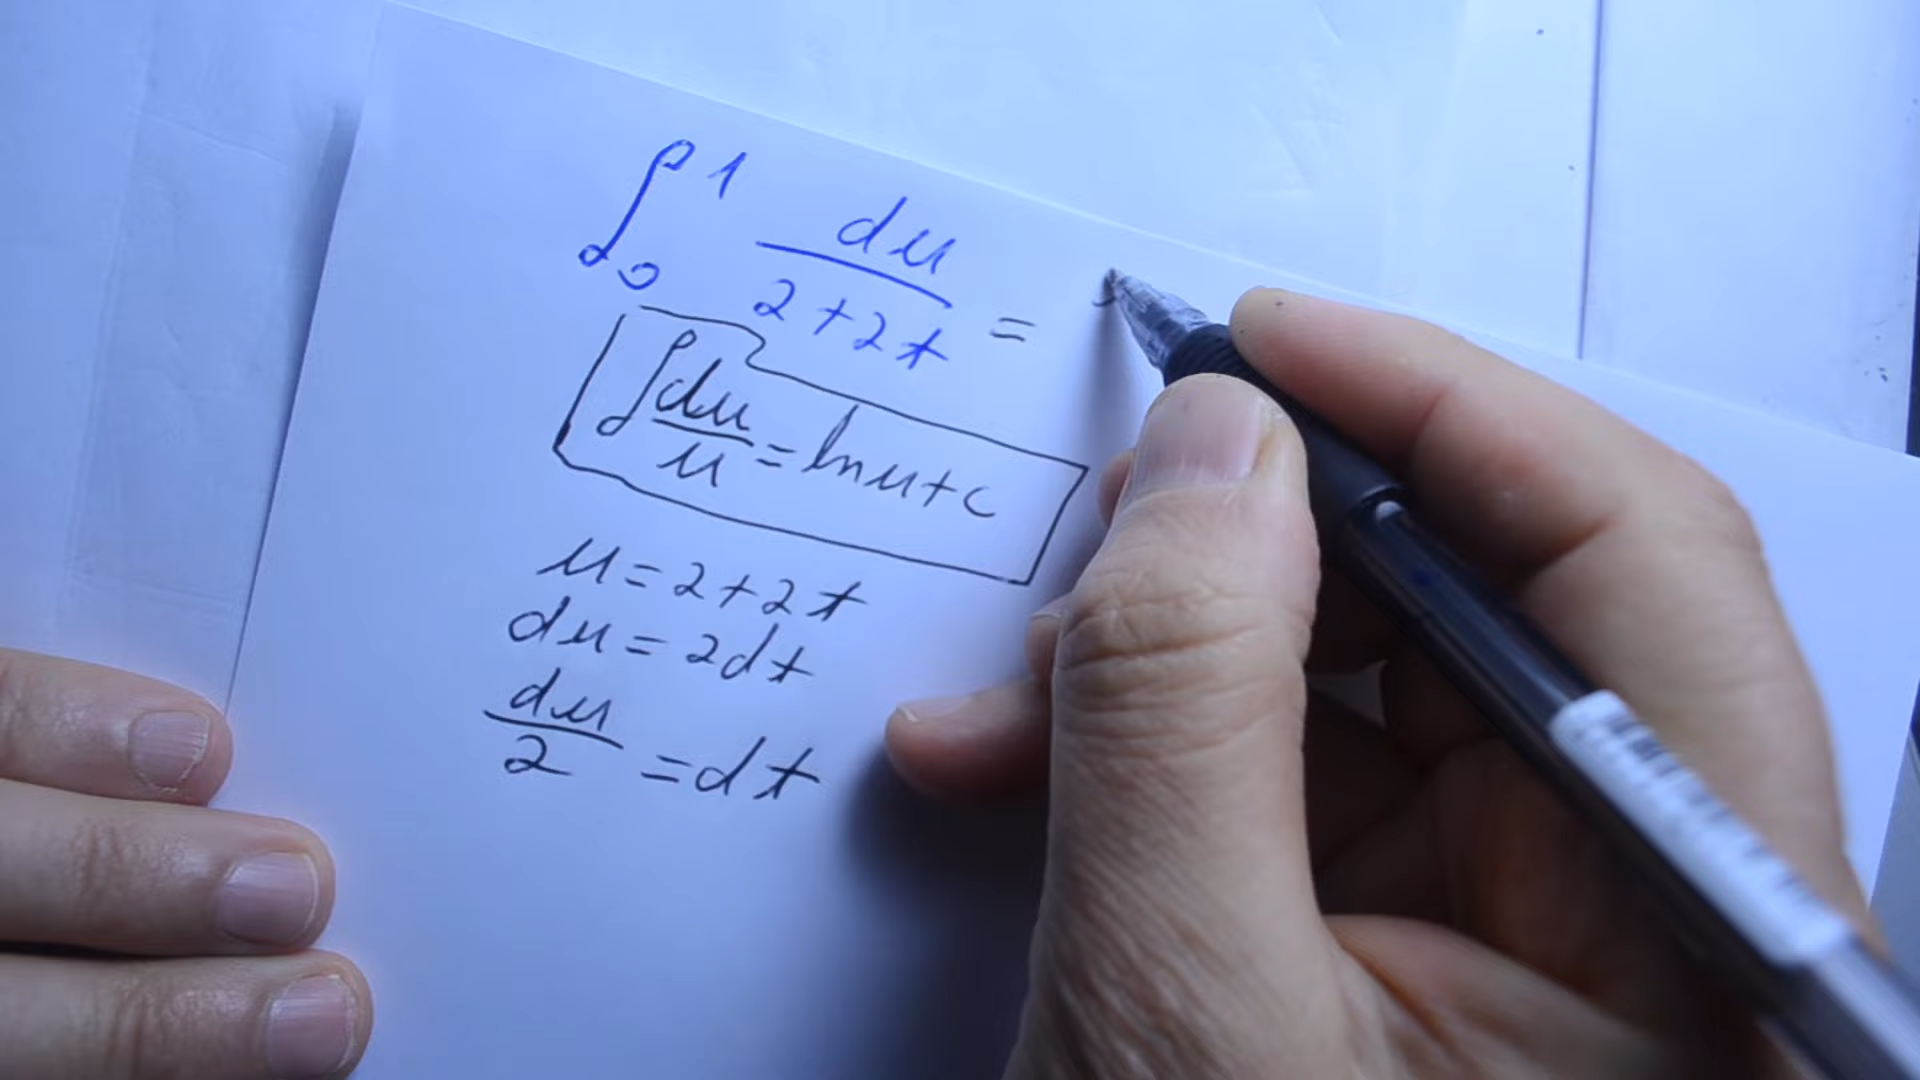 ∫₀¹ du/(2+2t) =
∫ du/u = ln u + c
u = 2+2t
du = 2dt
du/2 = dt